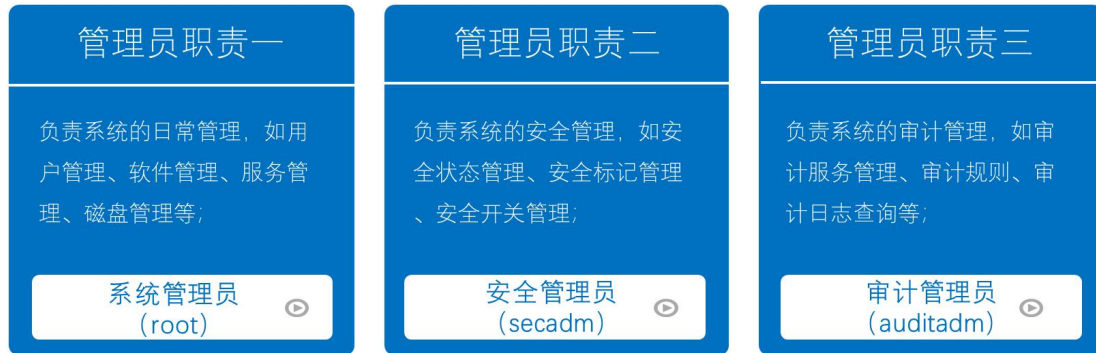 管理员职责一
负责系统的日常管理，如用
户管理、软件管理、服务管
理、磁盘管理等；
系统管理员
（root）
管理员职责二
负责系统的安全管理，如安
全状态管理、安全标记管理
、安全开关管理；
安全管理员
（secadm）
管理员职责三
负责系统的审计管理，如审
计服务管理、审计规则、审
计日志查询等；
审计管理员
（auditadm）